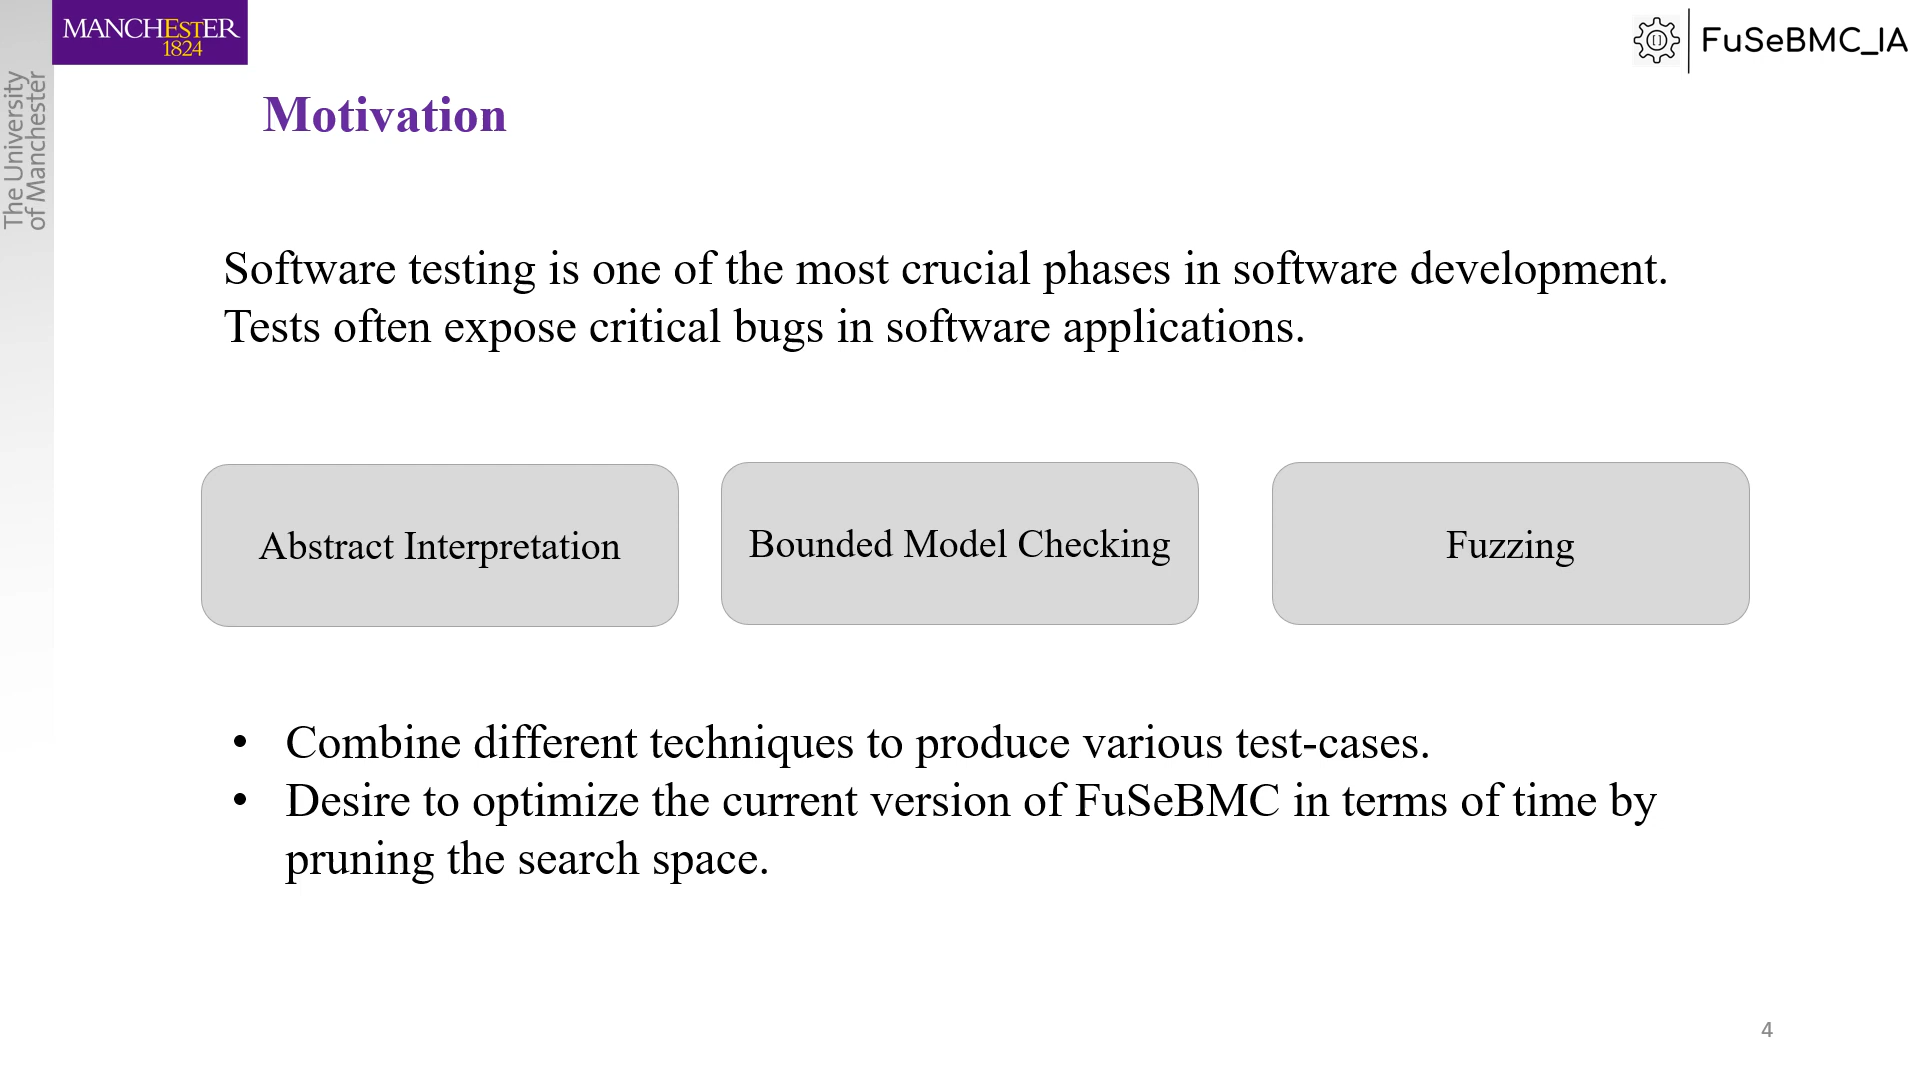 MANCHESTER
1824
The University
of Manchester
[] FuSeBMC_IA
Motivation
Software testing is one of the most crucial phases in software development.
Tests often expose critical bugs in software applications.
Abstract Interpretation
Bounded Model Checking
Fuzzing
• Combine different techniques to produce various test-cases.
• Desire to optimize the current version of FuSeBMC in terms of time by
pruning the search space.
4